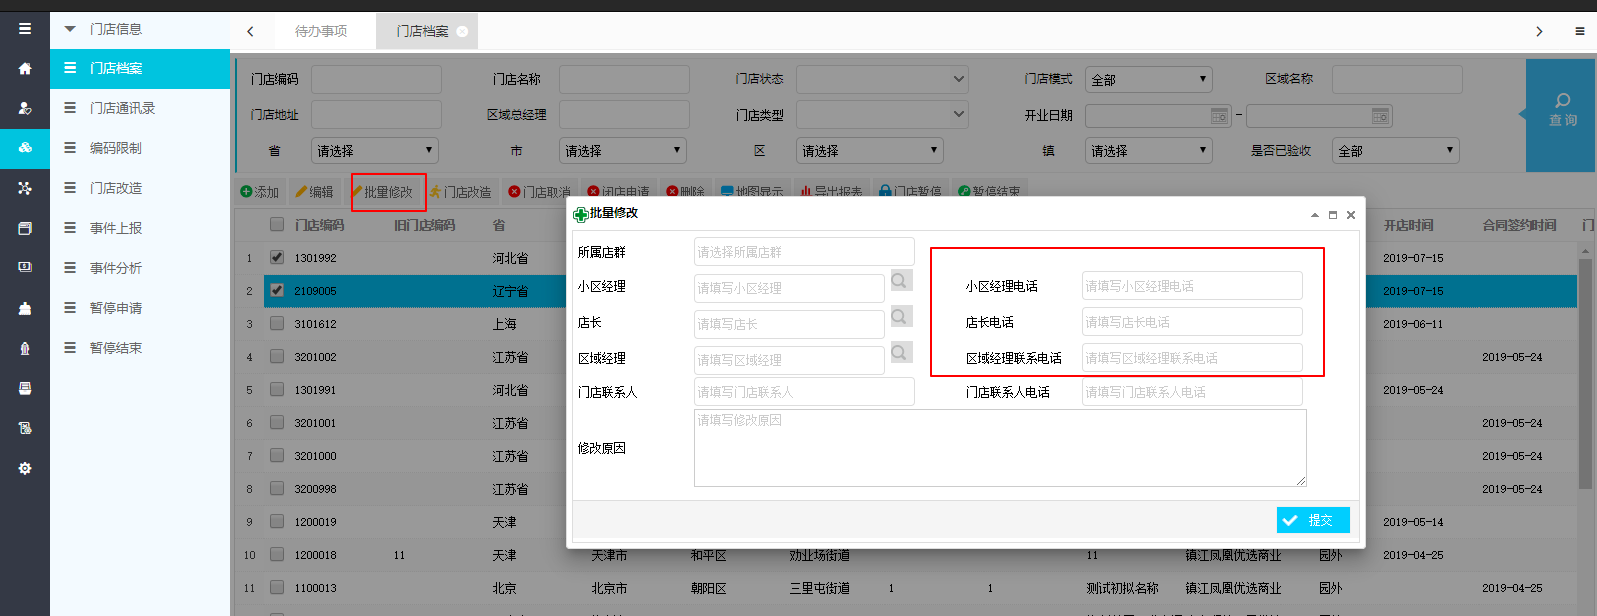 门店信息
待办事项
门店档案
门店档案
门店通讯录
编码限制
门店改造
事件上报
事件分析
暂停申请
暂停结束
门店编码
门店名称
门店状态
门店模式 全部
区域名称
门店地址
区域总经理
门店类型
开业日期 -
省 请选择
市 请选择
区 请选择
镇 请选择
是否已验收 全部
查询
添加 编辑 批量修改 门店改造 门店取消 闭店申请 删除 地图显示 导出报表 门店暂停 暂停结束
门店编码 旧门店编码 省 开店时间 合同签约时间 门
1 1301992 河北省 2019-07-15
2 2109005 辽宁省 2019-07-15
3 3101612 上海 2019-06-11
4 3201002 江苏省 2019-05-24
5 1301991 河北省 2019-05-24
6 3201001 江苏省 2019-05-24
7 3201000 江苏省 2019-05-24
8 3200998 江苏省 2019-05-24
9 1200019 天津 2019-05-14
10 1200018 11 天津 天津市 和平区 劝业场街道 11 镇江凤凰优选商业 园外 2019-04-25
11 1100013 北京 北京市 朝阳区 三里屯街道 1 1 测试初拟名称 镇江凤凰优选商业 园外 2019-04-25
批量修改
所属店群 请选择所属店群
小区经理 请填写小区经理
小区经理电话 请填写小区经理电话
店长 请填写店长
店长电话 请填写店长电话
区域经理 请填写区域经理
区域经理联系电话 请填写区域经理联系电话
门店联系人 请填写门店联系人
门店联系人电话 请填写门店联系人电话
修改原因 请填写修改原因
提交